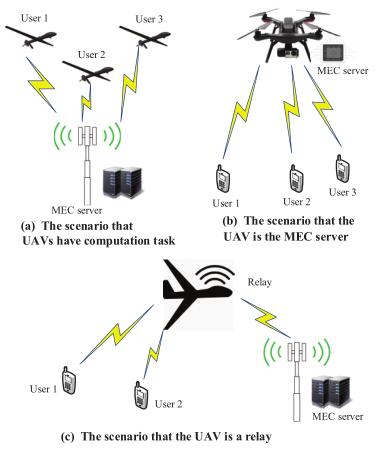 User 1
User 2
User 3
MEC server
(a) The scenario that
UAVs have computation task
MEC server
User 1
User 2
User 3
(b) The scenario that the
UAV is the MEC server
Relay
User 1
User 2
MEC server
(c) The scenario that the UAV is a relay